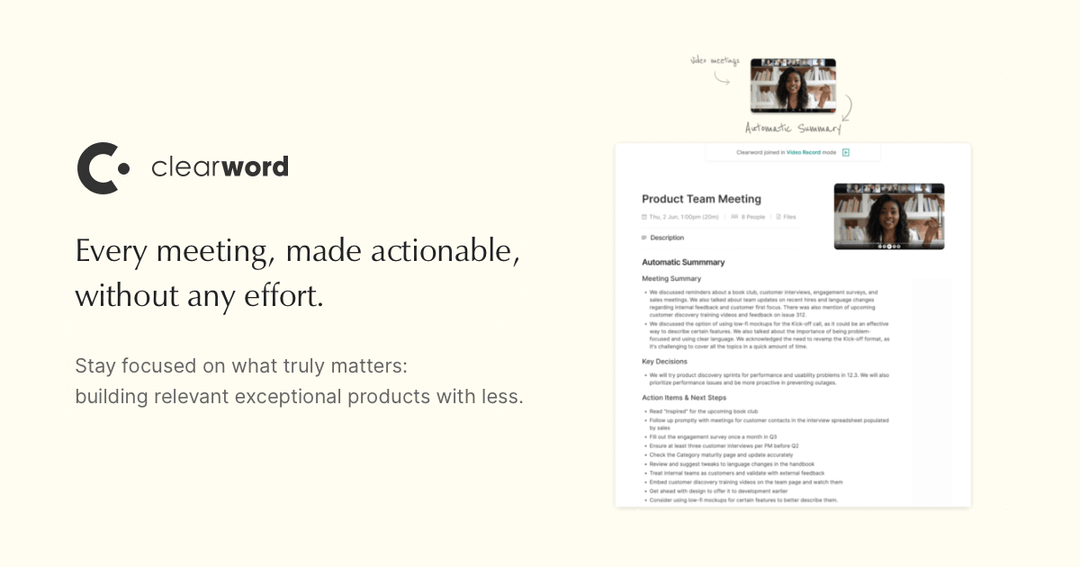 clearword
Every meeting, made actionable,
without any effort.
Stay focused on what truly matters:
building relevant exceptional products with less.
video meetings
Automatic Summary
Clearword joined in Video Record mode
Product Team Meeting
Thu, 2 Jun, 1:00pm (20m) 8 People Files
Description
Automatic Summmary
Meeting Summary
• We discussed reminders about a book club, customer interviews, engagement surveys, and
sales meetings. We also talked about team updates on recent hires and language changes
regarding internal feedback and customer first focus. There was also mention of upcoming
customer discovery training videos and feedback on issue 312.
• We discussed the option of using low-fi mockups for the Kick-off call, as it could be an effective
way to describe certain features. We also talked about the importance of being problem-
focused and using clear language. We acknowledged the need to revamp the Kick-off format, as
it's challenging to cover all the topics in a quick amount of time.
Key Decisions
• We will try product discovery sprints for performance and usability problems in 12.3. We will also
prioritize performance issues and be more proactive in preventing outages.
Action Items & Next Steps
• Read "Inspired" for the upcoming book club
• Follow up promptly with meetings for customer contacts in the interview spreadsheet populated
by sales
• Fill out the engagement survey once a month in Q3
• Ensure at least three customer interviews per PM before Q2
• Check the Category maturity page and update accurately
• Review and suggest tweaks to language changes in the handbook
• Treat internal teams as customers and validate with external feedback
• Embed customer discovery training videos on the team page and watch them
• Get ahead with design to offer it to development earlier
• Consider using low-fi mockups for certain features to better describe them.